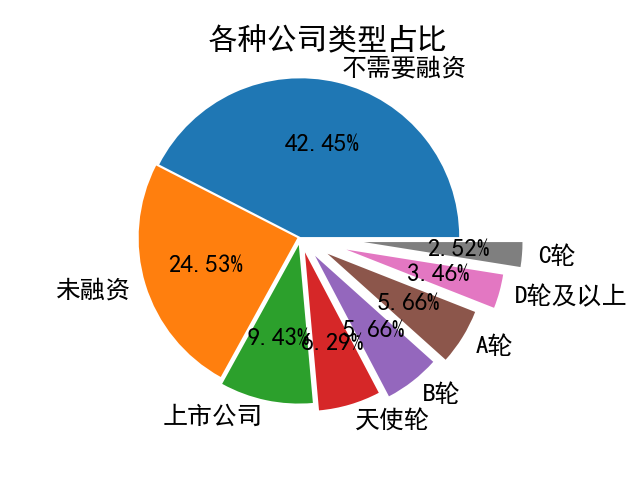 各种公司类型占比
不需要融资
42.45%
24.53%
未融资
9.43%
上市公司
6.29%
天使轮
5.66%
B轮
5.66%
A轮
3.46%
D轮及以上
2.52%
C轮